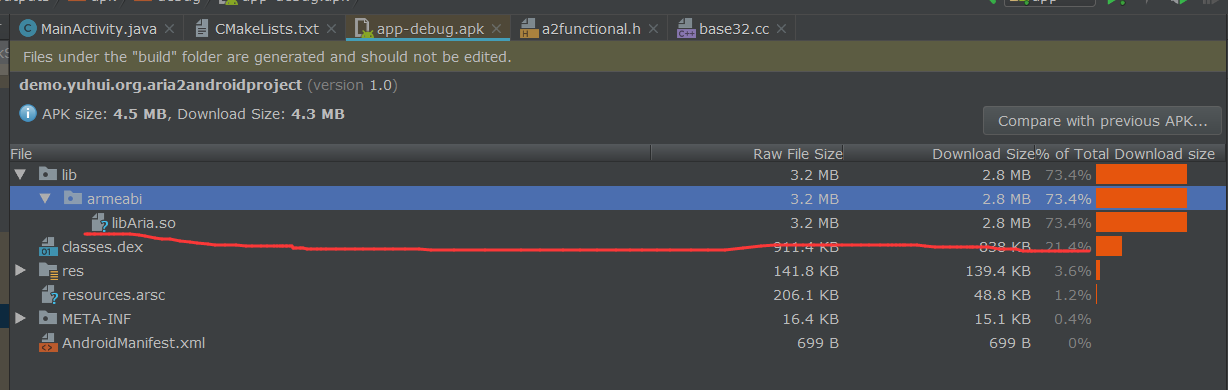 MainActivity.java CMakeLists.txt app-debug.apk a2functional.h base32.cc
Files under the "build" folder are generated and should not be edited.
demo.yuhui.org.aria2androidproject (version 1.0)
APK size: 4.5 MB, Download Size: 4.3 MB
Compare with previous APK...
File Raw File Size Download Size % of Total Download size
lib 3.2 MB 2.8 MB 73.4%
armeabi 3.2 MB 2.8 MB 73.4%
libAria.so 3.2 MB 2.8 MB 73.4%
classes.dex 911.4 KB 838 KB 21.4%
res 141.8 KB 139.4 KB 3.6%
resources.arsc 206.1 KB 48.8 KB 1.2%
META-INF 16.4 KB 15.1 KB 0.4%
AndroidManifest.xml 699 B 699 B 0%